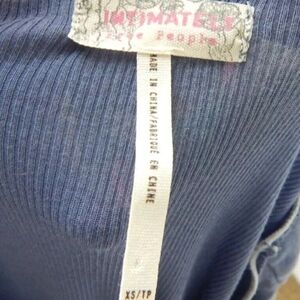 INTIMATELY
Free People
MADE IN CHINA/FABRIQUÉ EN CHINE
XS/TP